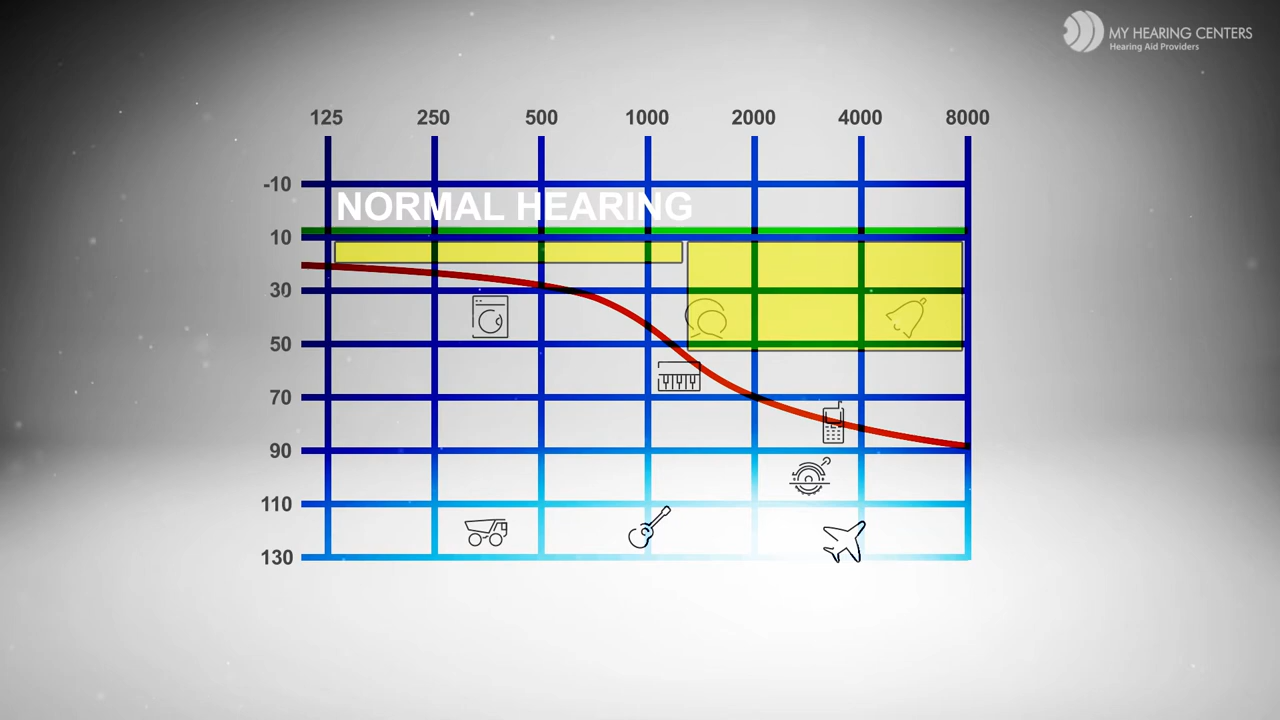 MY HEARING CENTERS
Hearing Aid Providers
125 250 500 1000 2000 4000 8000
-10
NORMAL HEARING
10
30
50
70
90
110
130